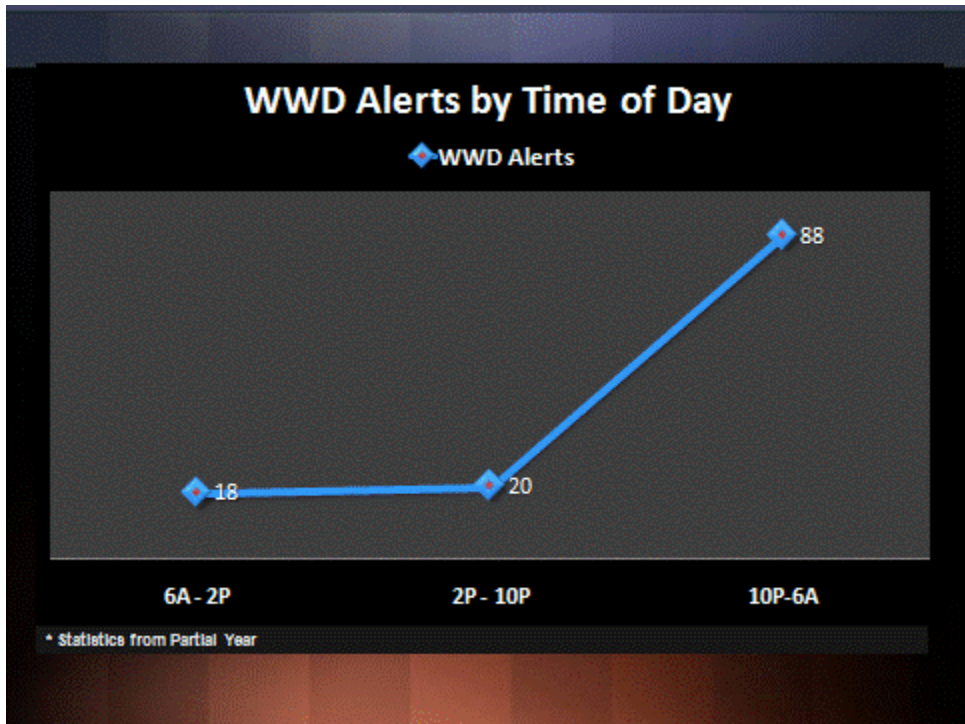 WWD Alerts by Time of Day
WWD Alerts
88
18
20
6A - 2P 2P - 10P 10P-6A
* Statistics from Partial Year